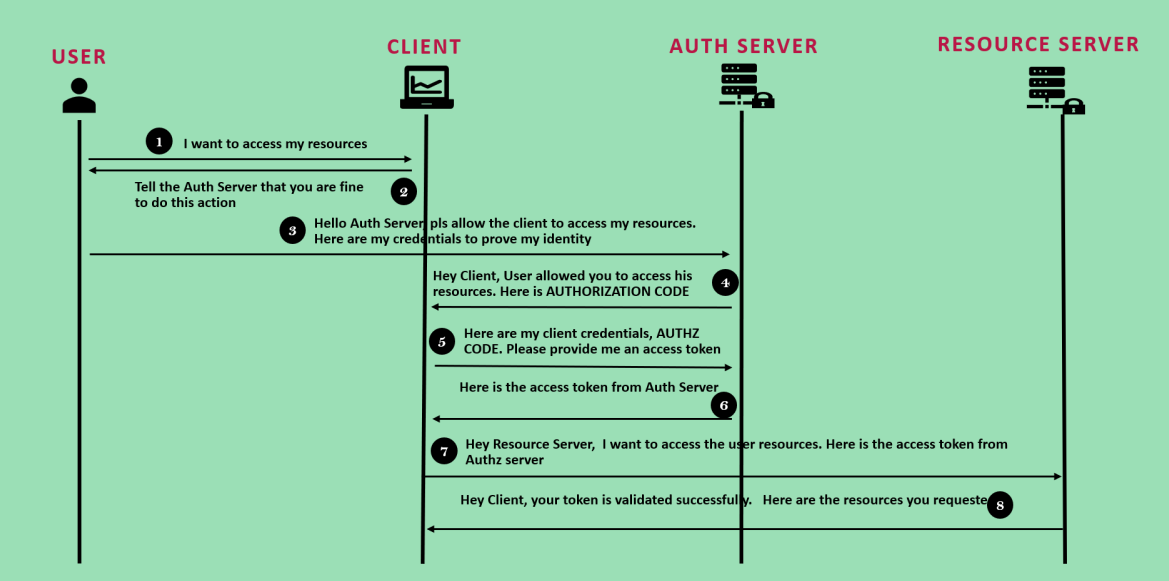 USER
CLIENT
AUTH SERVER
RESOURCE SERVER
1
I want to access my resources
Tell the Auth Server that you are fine
to do this action
2
3
Hello Auth Server, pls allow the client to access my resources.
Here are my credentials to prove my identity
Hey Client, User allowed you to access his
resources. Here is AUTHORIZATION CODE
4
5
Here are my client credentials, AUTHZ
CODE. Please provide me an access token
Here is the access token from Auth Server
6
7
Hey Resource Server, I want to access the user resources. Here is the access token from
Authz server
Hey Client, your token is validated successfully. Here are the resources you requeste
8